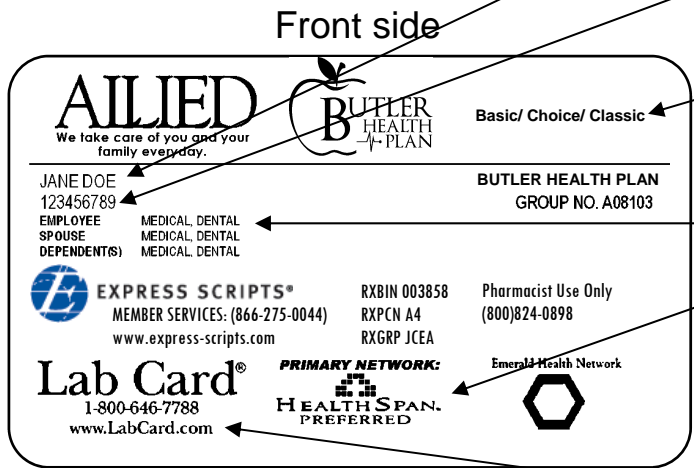 Front side
ALLIED
We take care of you and your
family everyday.
BUTLER
HEALTH
PLAN
Basic/ Choice/ Classic
JANE DOE
123456789
BUTLER HEALTH PLAN
GROUP NO. A08103
EMPLOYEE MEDICAL, DENTAL
SPOUSE MEDICAL, DENTAL
DEPENDENT(S) MEDICAL, DENTAL
EXPRESS SCRIPTS®
MEMBER SERVICES: (866-275-0044)
www.express-scripts.com
RXBIN 003858
RXPCN A4
RXGRP JCEA
Pharmacist Use Only
(800)824-0898
Lab Card®
1-800-646-7788
www.LabCard.com
PRIMARY NETWORK:
HEALTHSPAN.
PREFERRED
Emerald Health Network